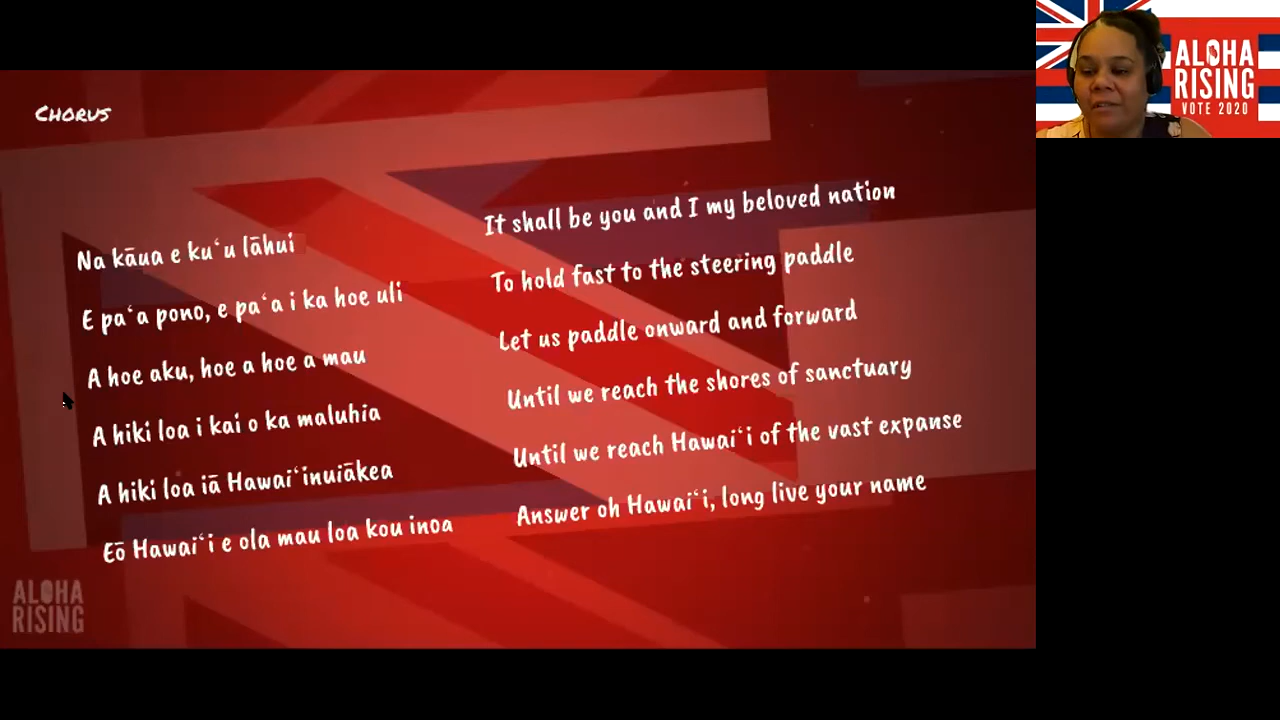 CHORUS
Na kāua e kuʻu lāhui
E paʻa pono, e paʻa i ka hoe uli
A hoe aku, hoe a hoe a mau
A hiki loa i kai o ka maluhia
A hiki loa iā Hawaiʻinuiākea
Eō Hawaiʻi e ola mau loa kou inoa
It shall be you and I my beloved nation
To hold fast to the steering paddle
Let us paddle onward and forward
Until we reach the shores of sanctuary
Until we reach Hawaiʻi of the vast expanse
Answer oh Hawaiʻi, long live your name
ALOHA
RISING
ALOHA
RISING
VOTE 2020